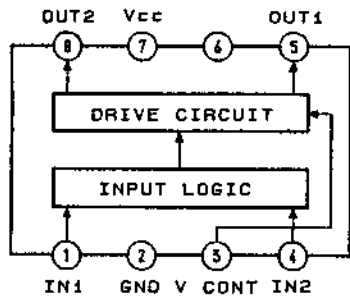 OUT2 Vcc OUT1
8 7 6 5
DRIVE CIRCUIT
INPUT LOGIC
1 2 3 4
IN1 GND V CONT IN2